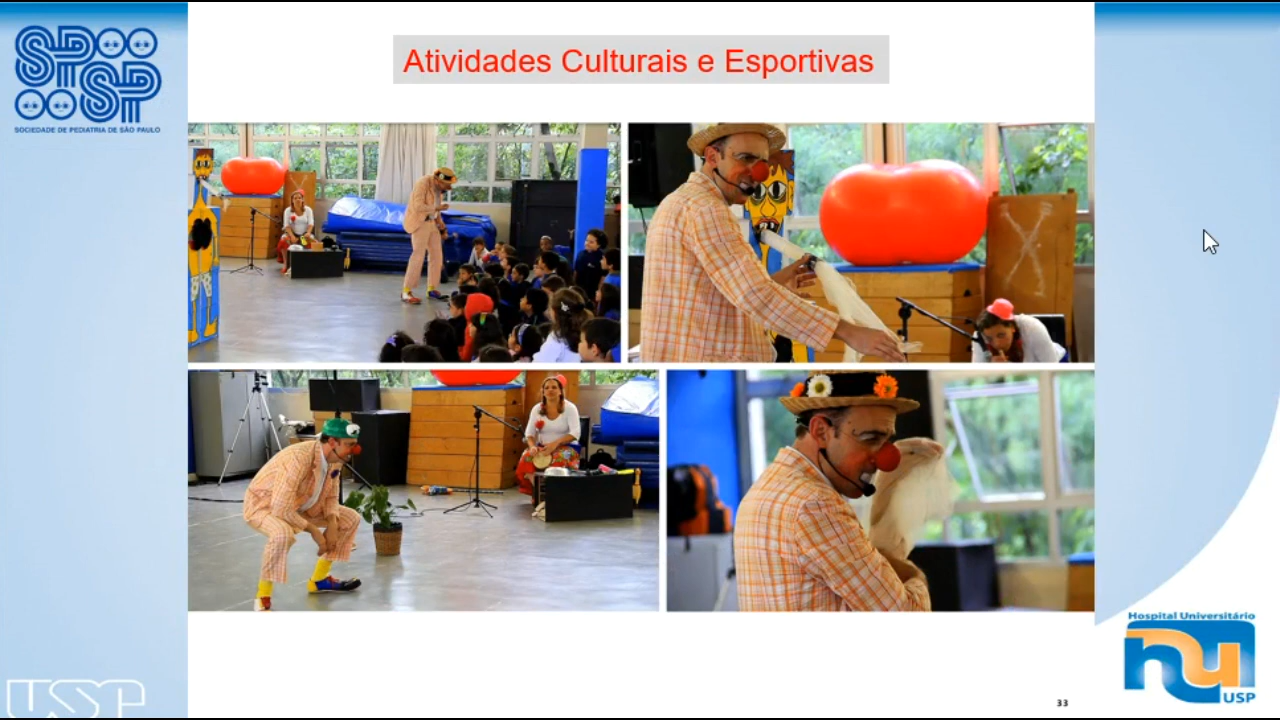 SPSP
SOCIEDADE DE PEDIATRIA DE SÃO PAULO
Atividades Culturais e Esportivas
Hospital Universitário
hu
USP
USP
33